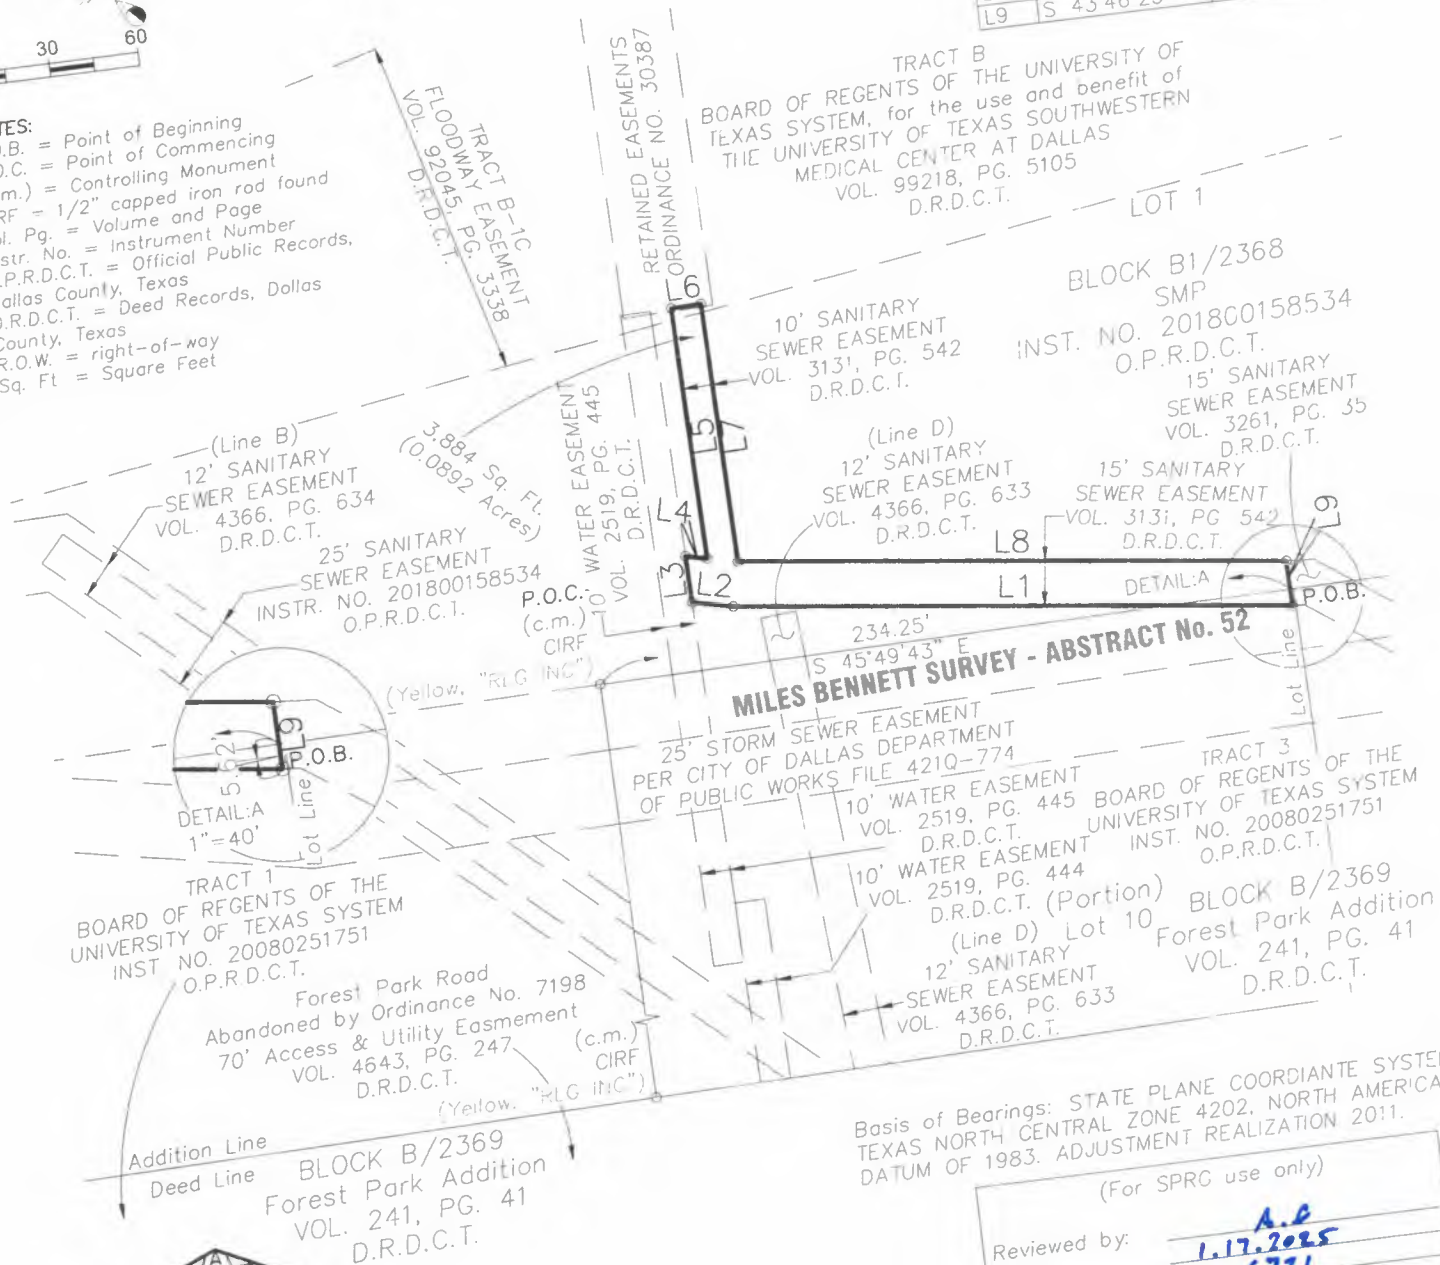 30
60
L9 S
TES:
.B. = Point of Beginning
O.C. = Point of Commencing
m.) = Controlling Monument
RF = 1/2" capped iron rod found
l. Pg. = Volume and Page
str. No. = Instrument Number
.P.R.D.C.T. = Official Public Records,
allas County, Texas
D.R.D.C.T. = Deed Records, Dallas
County, Texas
R.O.W. = right-of-way
Sq. Ft = Square Feet
TRACT B-1C
FLOODWAY EASEMENT
VOL. 92045, PG. 3338
D.R.D.C.T.
RETAINED EASEMENTS
ORDINANCE NO. 30387
TRACT B
BOARD OF REGENTS OF THE UNIVERSITY OF
TEXAS SYSTEM, for the use and benefit of
THE UNIVERSITY OF TEXAS SOUTHWESTERN
MEDICAL CENTER AT DALLAS
VOL. 99218, PG. 5105
D.R.D.C.T.
LOT 1
BLOCK B1/2368
SMP
INST. NO. 201800158534
O.P.R.D.C.T.
L6
10' SANITARY
SEWER EASEMENT
VOL. 3131, PG. 542
D.R.D.C.T.
15' SANITARY
SEWER EASEMENT
VOL. 3261, PG. 35
D.R.D.C.T.
(Line B)
12' SANITARY
SEWER EASEMENT
VOL. 4366, PG. 634
D.R.D.C.T.
3,884 Sq. Ft.
(0.0892 Acres)
10' WATER EASEMENT
VOL. 2519, PG. 445
D.R.D.C.T.
L5
L7
(Line D)
12' SANITARY
SEWER EASEMENT
VOL. 4366, PG. 633
D.R.D.C.T.
15' SANITARY
SEWER EASEMENT
VOL. 3131, PG 542
D.R.D.C.T.
L4
L9
25' SANITARY
SEWER EASEMENT
INSTR. NO. 201800158534
O.P.R.D.C.T.
L3
L2
L8
L1
DETAIL:A
P.O.B.
P.O.C.
(c.m.)
CIRF
(Yellow, "RLG INC")
234.25'
S 45°49'43" E
MILES BENNETT SURVEY - ABSTRACT No. 52
Lot Line
25' STORM SEWER EASEMENT
PER CITY OF DALLAS DEPARTMENT
OF PUBLIC WORKS FILE 421Q-774
L9
P.O.B.
5.62'
DETAIL:A
1"=40'
Lot Line
10' WATER EASEMENT
VOL. 2519, PG. 445
D.R.D.C.T.
TRACT 3
BOARD OF REGENTS OF THE
UNIVERSITY OF TEXAS SYSTEM
INST. NO. 20080251751
O.P.R.D.C.T.
10' WATER EASEMENT
VOL. 2519, PG. 444
D.R.D.C.T.
(Portion)
Lot 10
BLOCK B/2369
Forest Park Addition
VOL. 241, PG. 41
D.R.D.C.T.
(Line D)
12' SANITARY
SEWER EASEMENT
VOL. 4366, PG. 633
D.R.D.C.T.
TRACT 1
BOARD OF REGENTS OF THE
UNIVERSITY OF TEXAS SYSTEM
INST NO. 20080251751
O.P.R.D.C.T.
Forest Park Road
Abandoned by Ordinance No. 7198
70' Access & Utility Easmement
VOL. 4643, PG. 247
D.R.D.C.T.
(c.m.)
CIRF
(Yellow. "RLG INC")
Addition Line
Deed Line
BLOCK B/2369
Forest Park Addition
VOL. 241, PG. 41
D.R.D.C.T.
Basis of Bearings: STATE PLANE COORDIANTE SYSTE
TEXAS NORTH CENTRAL ZONE 4202, NORTH AMERICA
DATUM OF 1983. ADJUSTMENT REALIZATION 2011.
(For SPRG use only)
Reviewed by:
1.17.2025
A